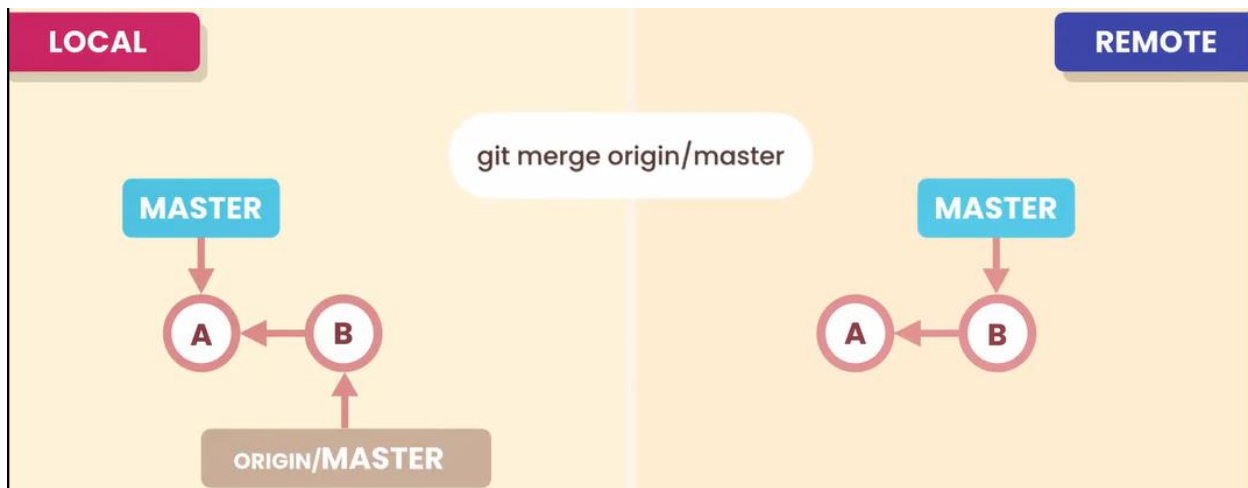 LOCAL
REMOTE
git merge origin/master
MASTER
MASTER
A
B
A
B
ORIGIN/MASTER